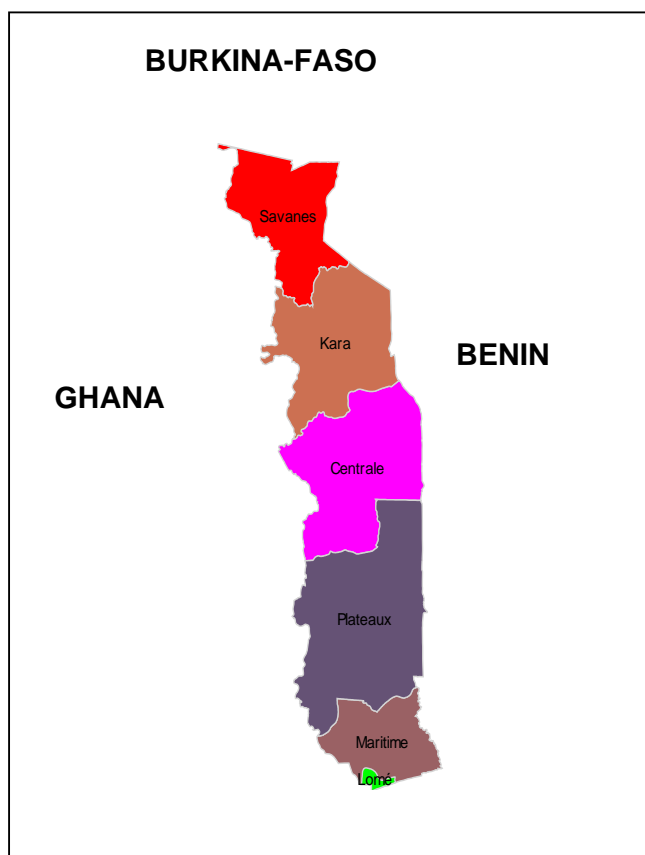 BURKINA-FASO
Savanes
Kara
BENIN
GHANA
Centrale
Plateaux
Maritime
Lomé